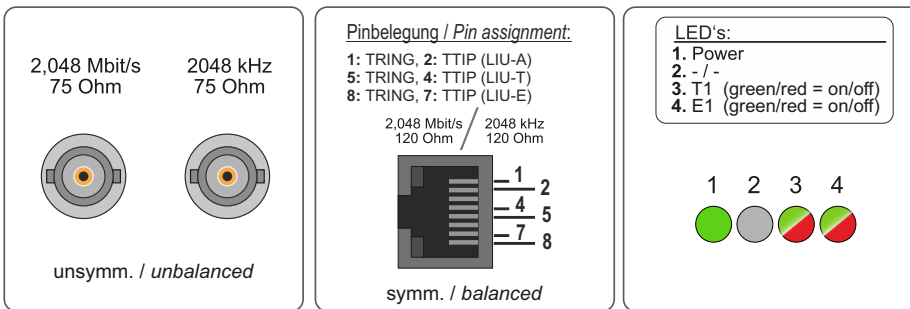 2,048 Mbit/s
75 Ohm
2048 kHz
75 Ohm
unsymm. / unbalanced
Pinbelegung / Pin assignment:
1: TRING, 2: TTIP (LIU-A)
5: TRING, 4: TTIP (LIU-T)
8: TRING, 7: TTIP (LIU-E)
2,048 Mbit/s
120 Ohm
2048 kHz
120 Ohm
1
2
4
5
7
8
symm. / balanced
LED's:
1. Power
2. - / -
3. T1 (green/red = on/off)
4. E1 (green/red = on/off)
1 2 3 4